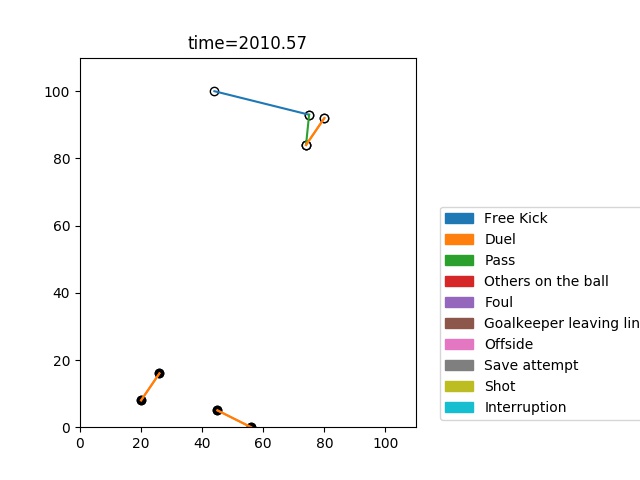 time=2010.57
100
80
60
40
20
0
0 20 40 60 80 100
Free Kick
Duel
Pass
Others on the ball
Foul
Goalkeeper leaving lin
Offside
Save attempt
Shot
Interruption